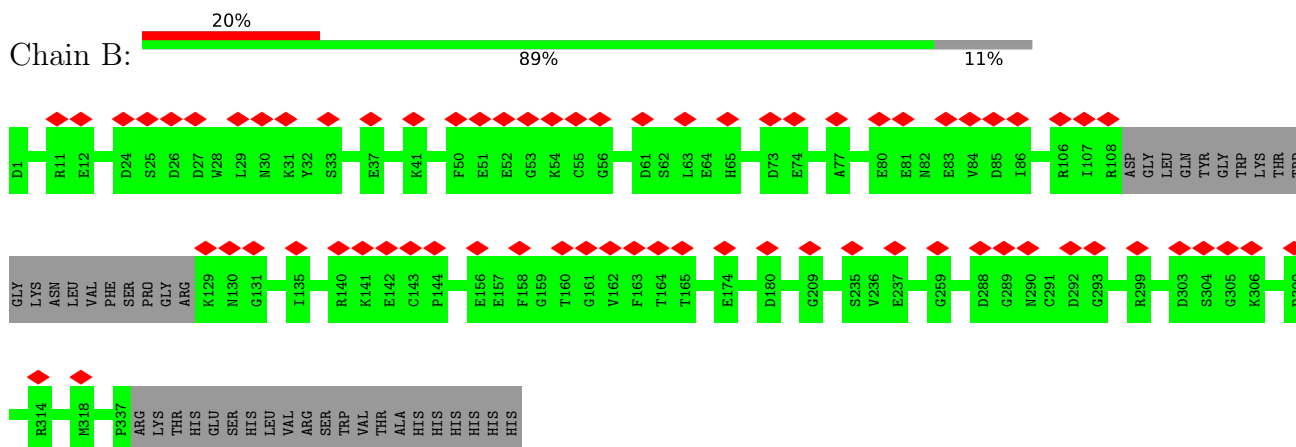 20%
Chain B:
89% 11%
D1 R11 E12 D24 S25 D26 D27 W28 L29 N30 K31 Y32 S33 E37 K41 F50 E51 E52 G53 K54 C55 G56 D61 S62 L63 E64 H65 D73 E74 A77 E80 E81 N82 E83 V84 D85 I86 R106 I107 R108 ASP GLY LEU GLN TYR GLY TRP LYS THR
GLY LYS ASN LEU VAL PHE SER PRO GLY ARG K129 N130 G131 I135 R140 K141 E142 C143 P144 E156 E157 F158 G159 T160 G161 V162 F163 T164 T165 E174 D180 G209 S235 V236 E237 G259 D288 G289 N290 C291 D292 G293 R299 D303 S304 G305 K306
R314 M318 P337 ARG LYS THR HIS GLU SER HIS LEU VAL ARG SER TRP VAL THR ALA HIS HIS HIS HIS HIS HIS